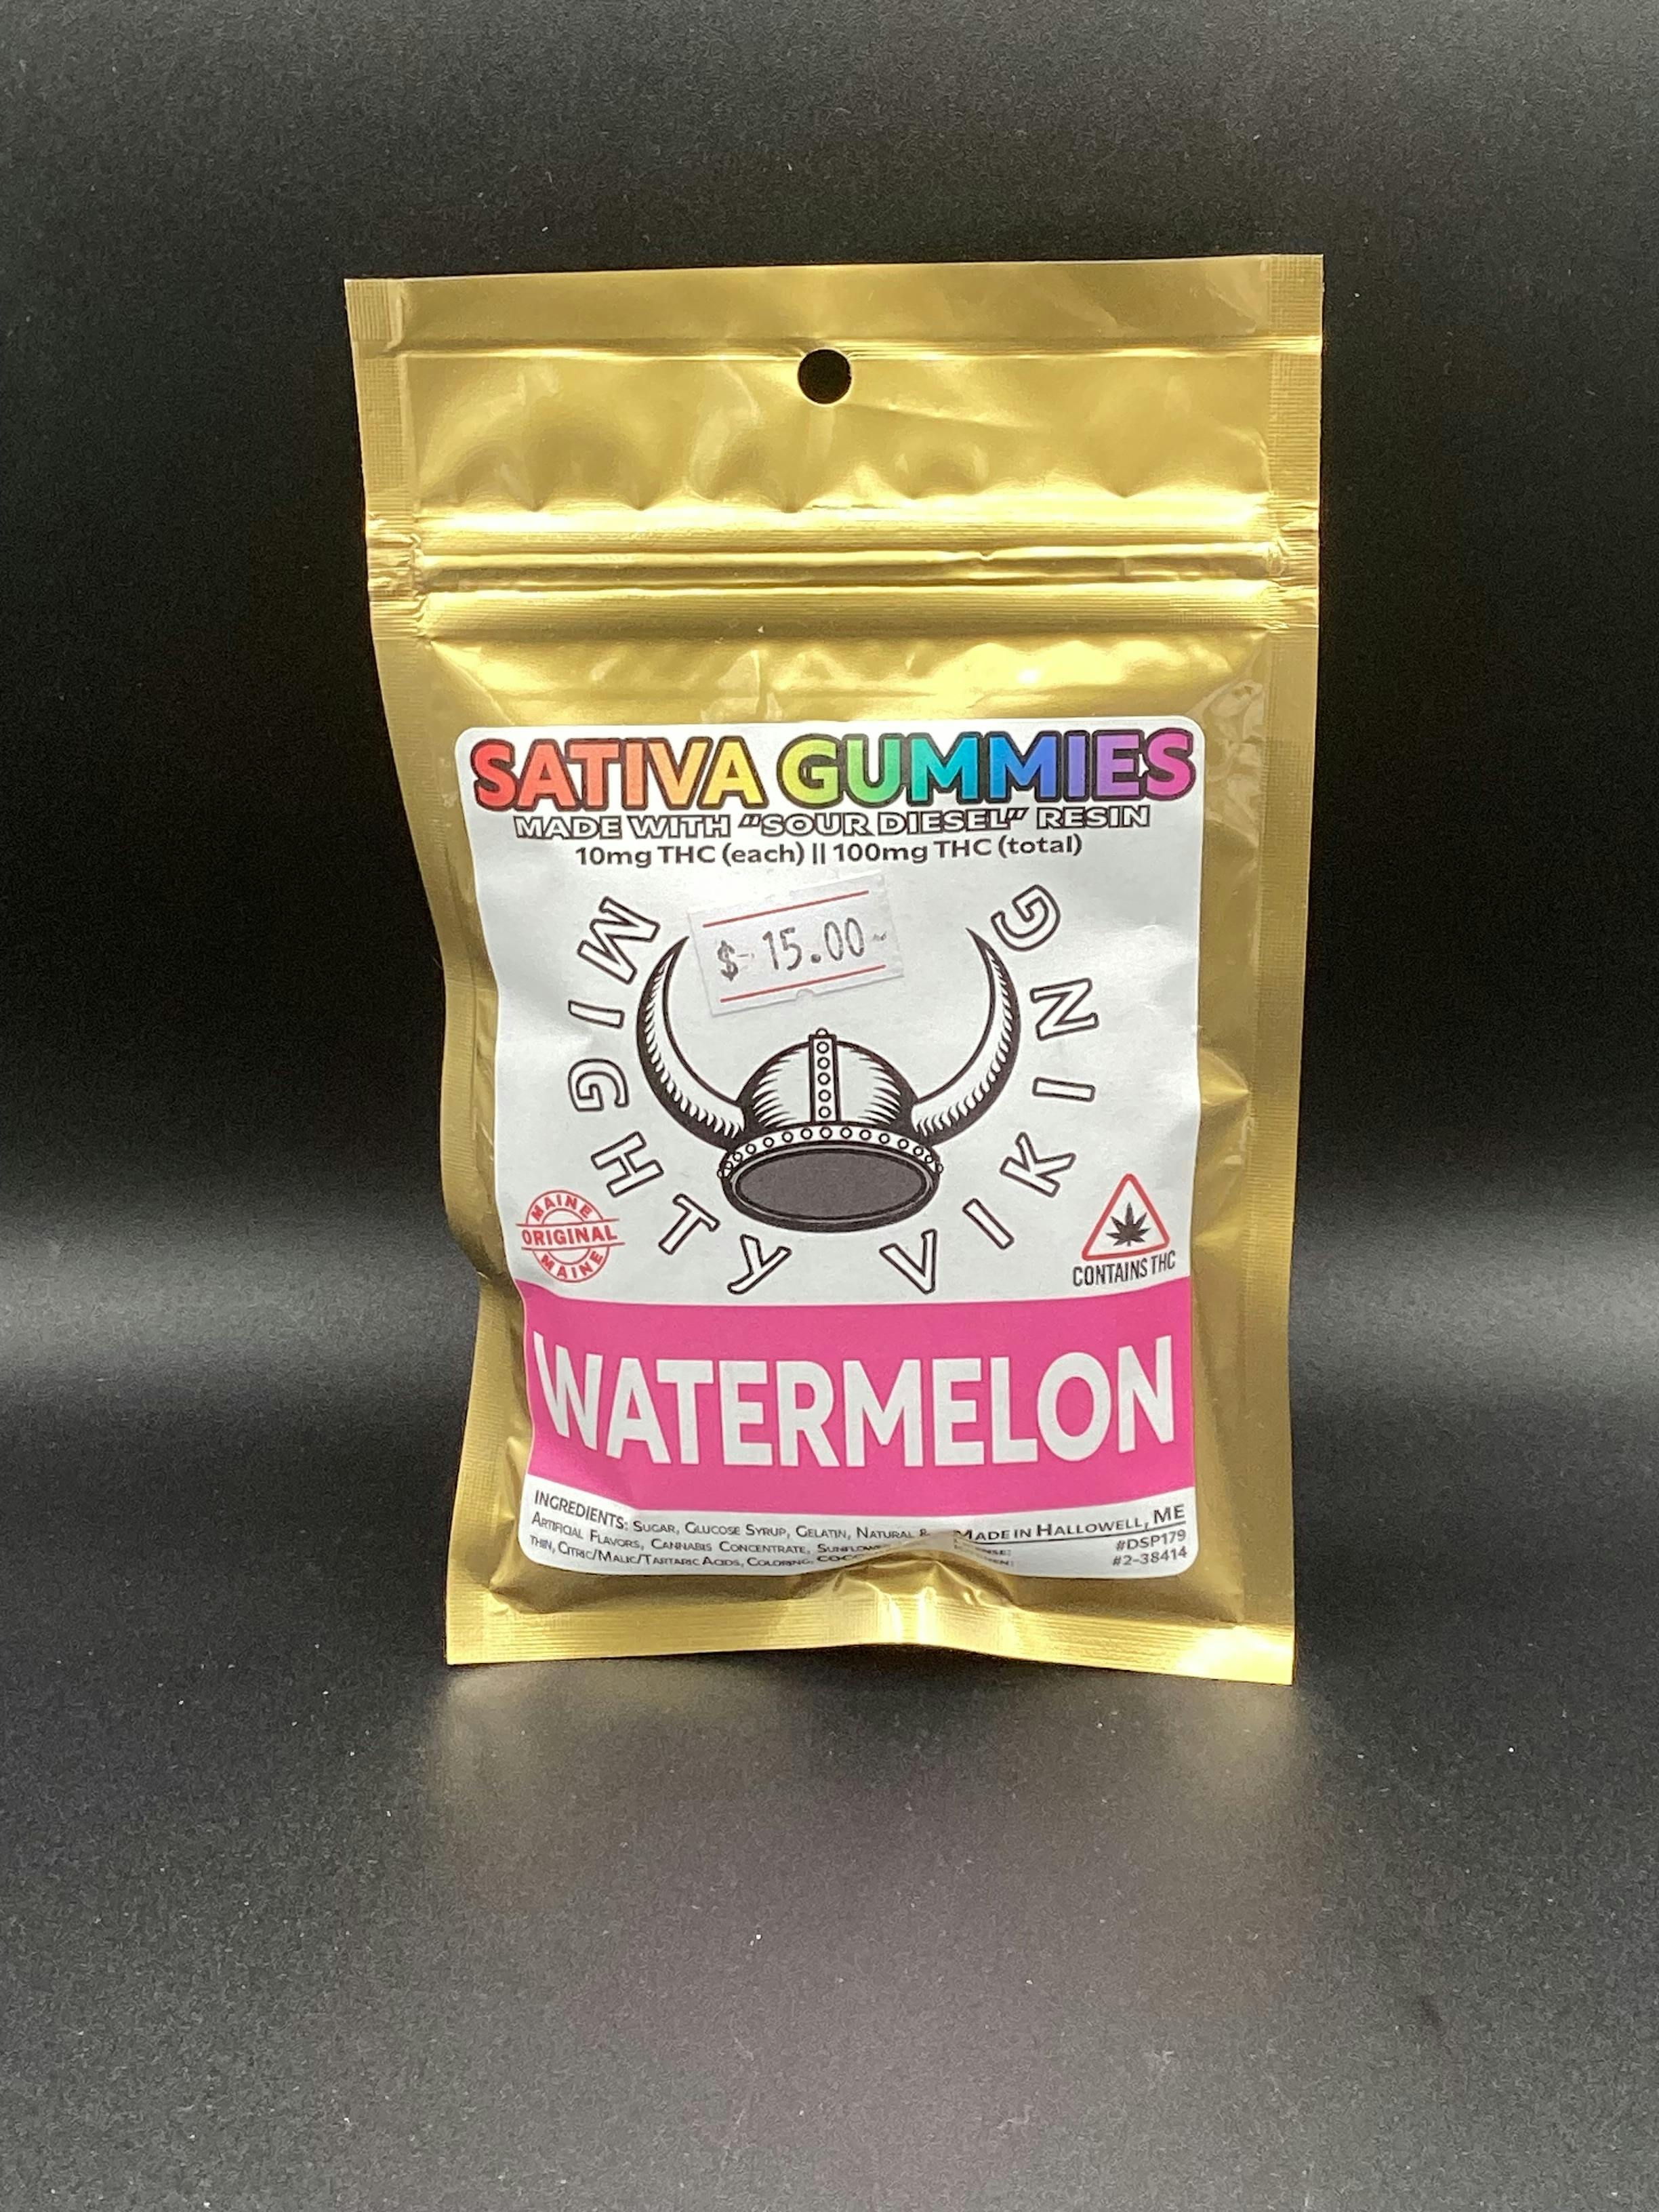 SATIVA GUMMIES
MADE WITH "SOUR DIESEL" RESIN
10mg THC (each) || 100mg THC (total)
$ 15.00
MIGHTY VIKING
MAINE
ORIGINAL
MAINE
CONTAINS THC
WATERMELON
INGREDIENTS: SUGAR, GLUCOSE SYRUP, GELATIN, NATURAL &
ARTIFICIAL FLAVORS, CANNABIS CONCENTRATE,
THIN, CITRIC/MALIC/TARTARIC ACIDS, COLORING,
MADE IN HALLOWELL, ME
#DSP179
#2-38414